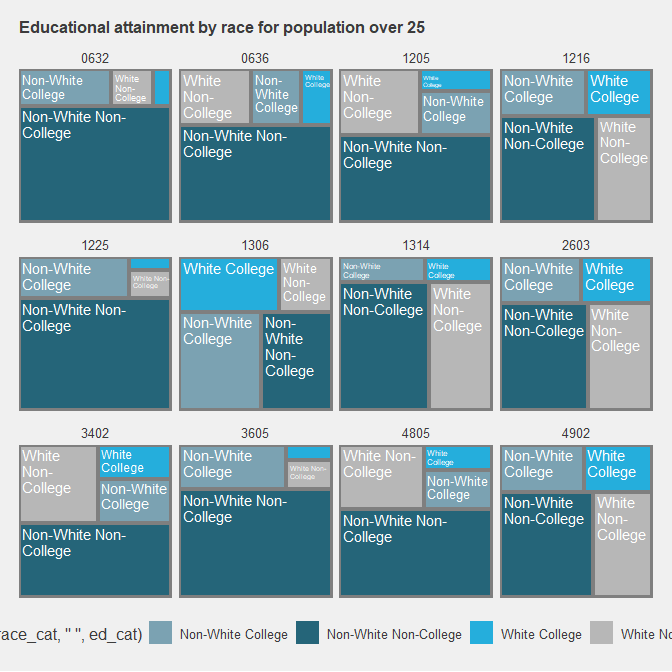 Educational attainment by race for population over 25
0632
0636
1205
1216
Non-White
College
White
Non-
College
Non-White Non-
College
White
Non-
College
Non-
White
College
White
College
Non-White Non-
College
White
Non-
College
White
College
Non-White
College
Non-White Non-
College
Non-White
College
White
College
Non-White
Non-College
White
Non-
College
1225
1306
1314
2603
Non-White
College
White Non-
College
Non-White Non-
College
White College
White
Non-
College
Non-White
College
Non-
White
Non-
College
Non-White
College
White
College
Non-White
Non-College
White
Non-
College
Non-White
College
White
College
Non-White
Non-College
White
Non-
College
3402
3605
4805
4902
White
Non-
College
White
College
Non-White
College
Non-White Non-
College
Non-White
College
White Non-
College
Non-White Non-
College
White Non-
College
White
College
Non-White
College
Non-White Non-
College
Non-White
College
White
College
Non-White
Non-College
White
Non-
College
race_cat, " ", ed_cat) Non-White College Non-White Non-College White College White No